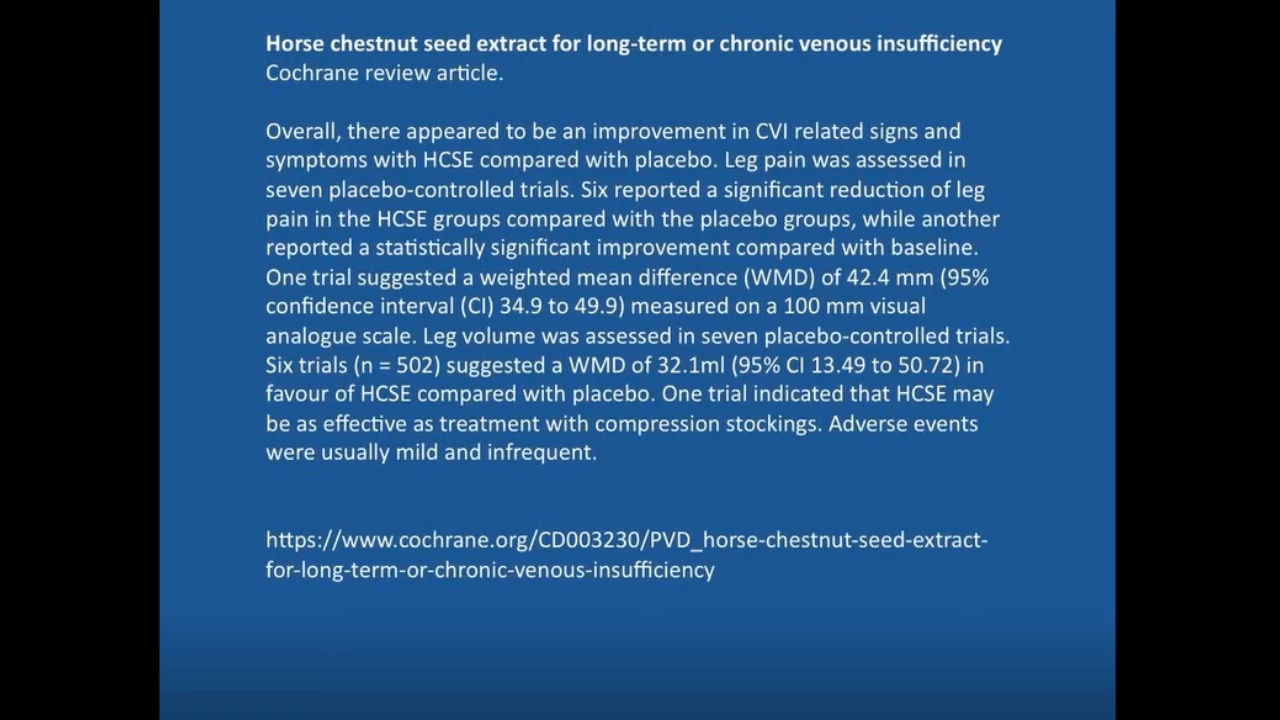 Horse chestnut seed extract for long-term or chronic venous insufficiency
Cochrane review article.
Overall, there appeared to be an improvement in CVI related signs and
symptoms with HCSE compared with placebo. Leg pain was assessed in
seven placebo-controlled trials. Six reported a significant reduction of leg
pain in the HCSE groups compared with the placebo groups, while another
reported a statistically significant improvement compared with baseline.
One trial suggested a weighted mean difference (WMD) of 42.4 mm (95%
confidence interval (CI) 34.9 to 49.9) measured on a 100 mm visual
analogue scale. Leg volume was assessed in seven placebo-controlled trials.
Six trials (n = 502) suggested a WMD of 32.1ml (95% CI 13.49 to 50.72) in
favour of HCSE compared with placebo. One trial indicated that HCSE may
be as effective as treatment with compression stockings. Adverse events
were usually mild and infrequent.
https://www.cochrane.org/CD003230/PVD_horse-chestnut-seed-extract-
for-long-term-or-chronic-venous-insufficiency